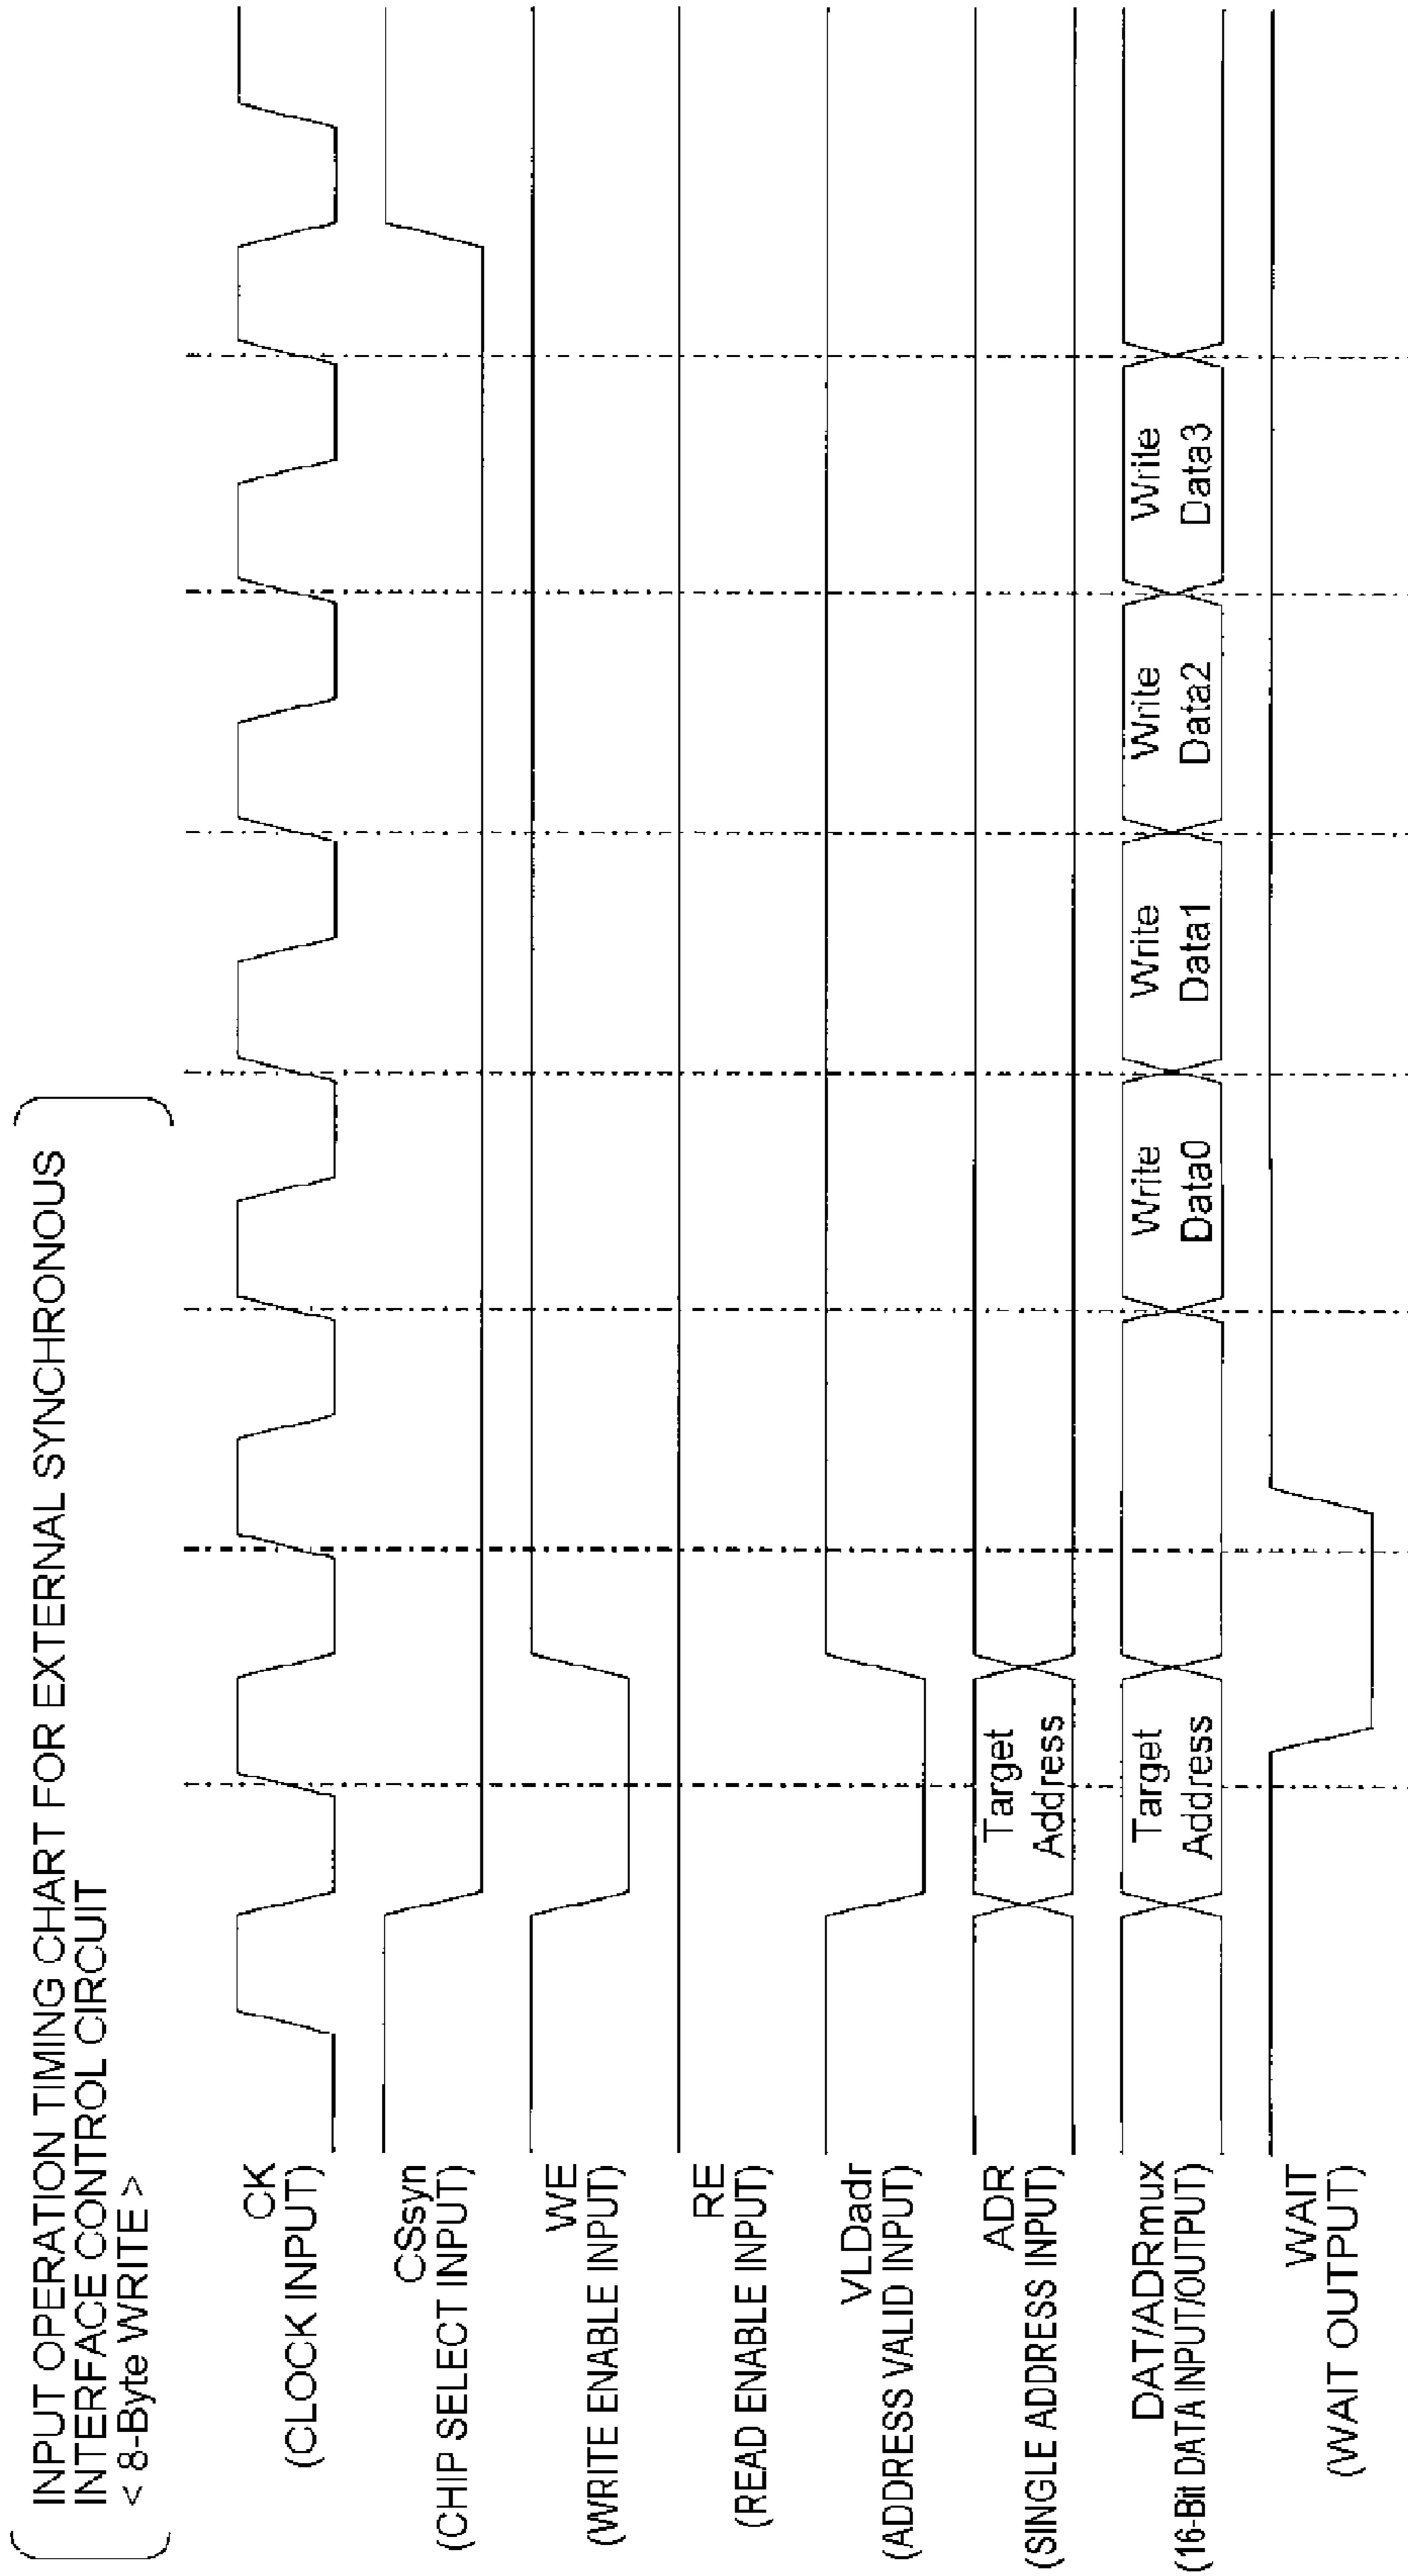 INPUT OPERATION TIMING CHART FOR EXTERNAL SYNCHRONOUS
INTERFACE CONTROL CIRCUIT
< 8-Byte WRITE >
CK
(CLOCK INPUT)
CSsyn
(CHIP SELECT INPUT)
WE
(WRITE ENABLE INPUT)
RE
(READ ENABLE INPUT)
VLDadr
(ADDRESS VALID INPUT)
ADR
(SINGLE ADDRESS INPUT)
Target
Address
DAT/ADRmux
(16-Bit DATA INPUT/OUTPUT)
Target
Address
Write
Data0
Write
Data1
Write
Data2
Write
Data3
WAIT
(WAIT OUTPUT)